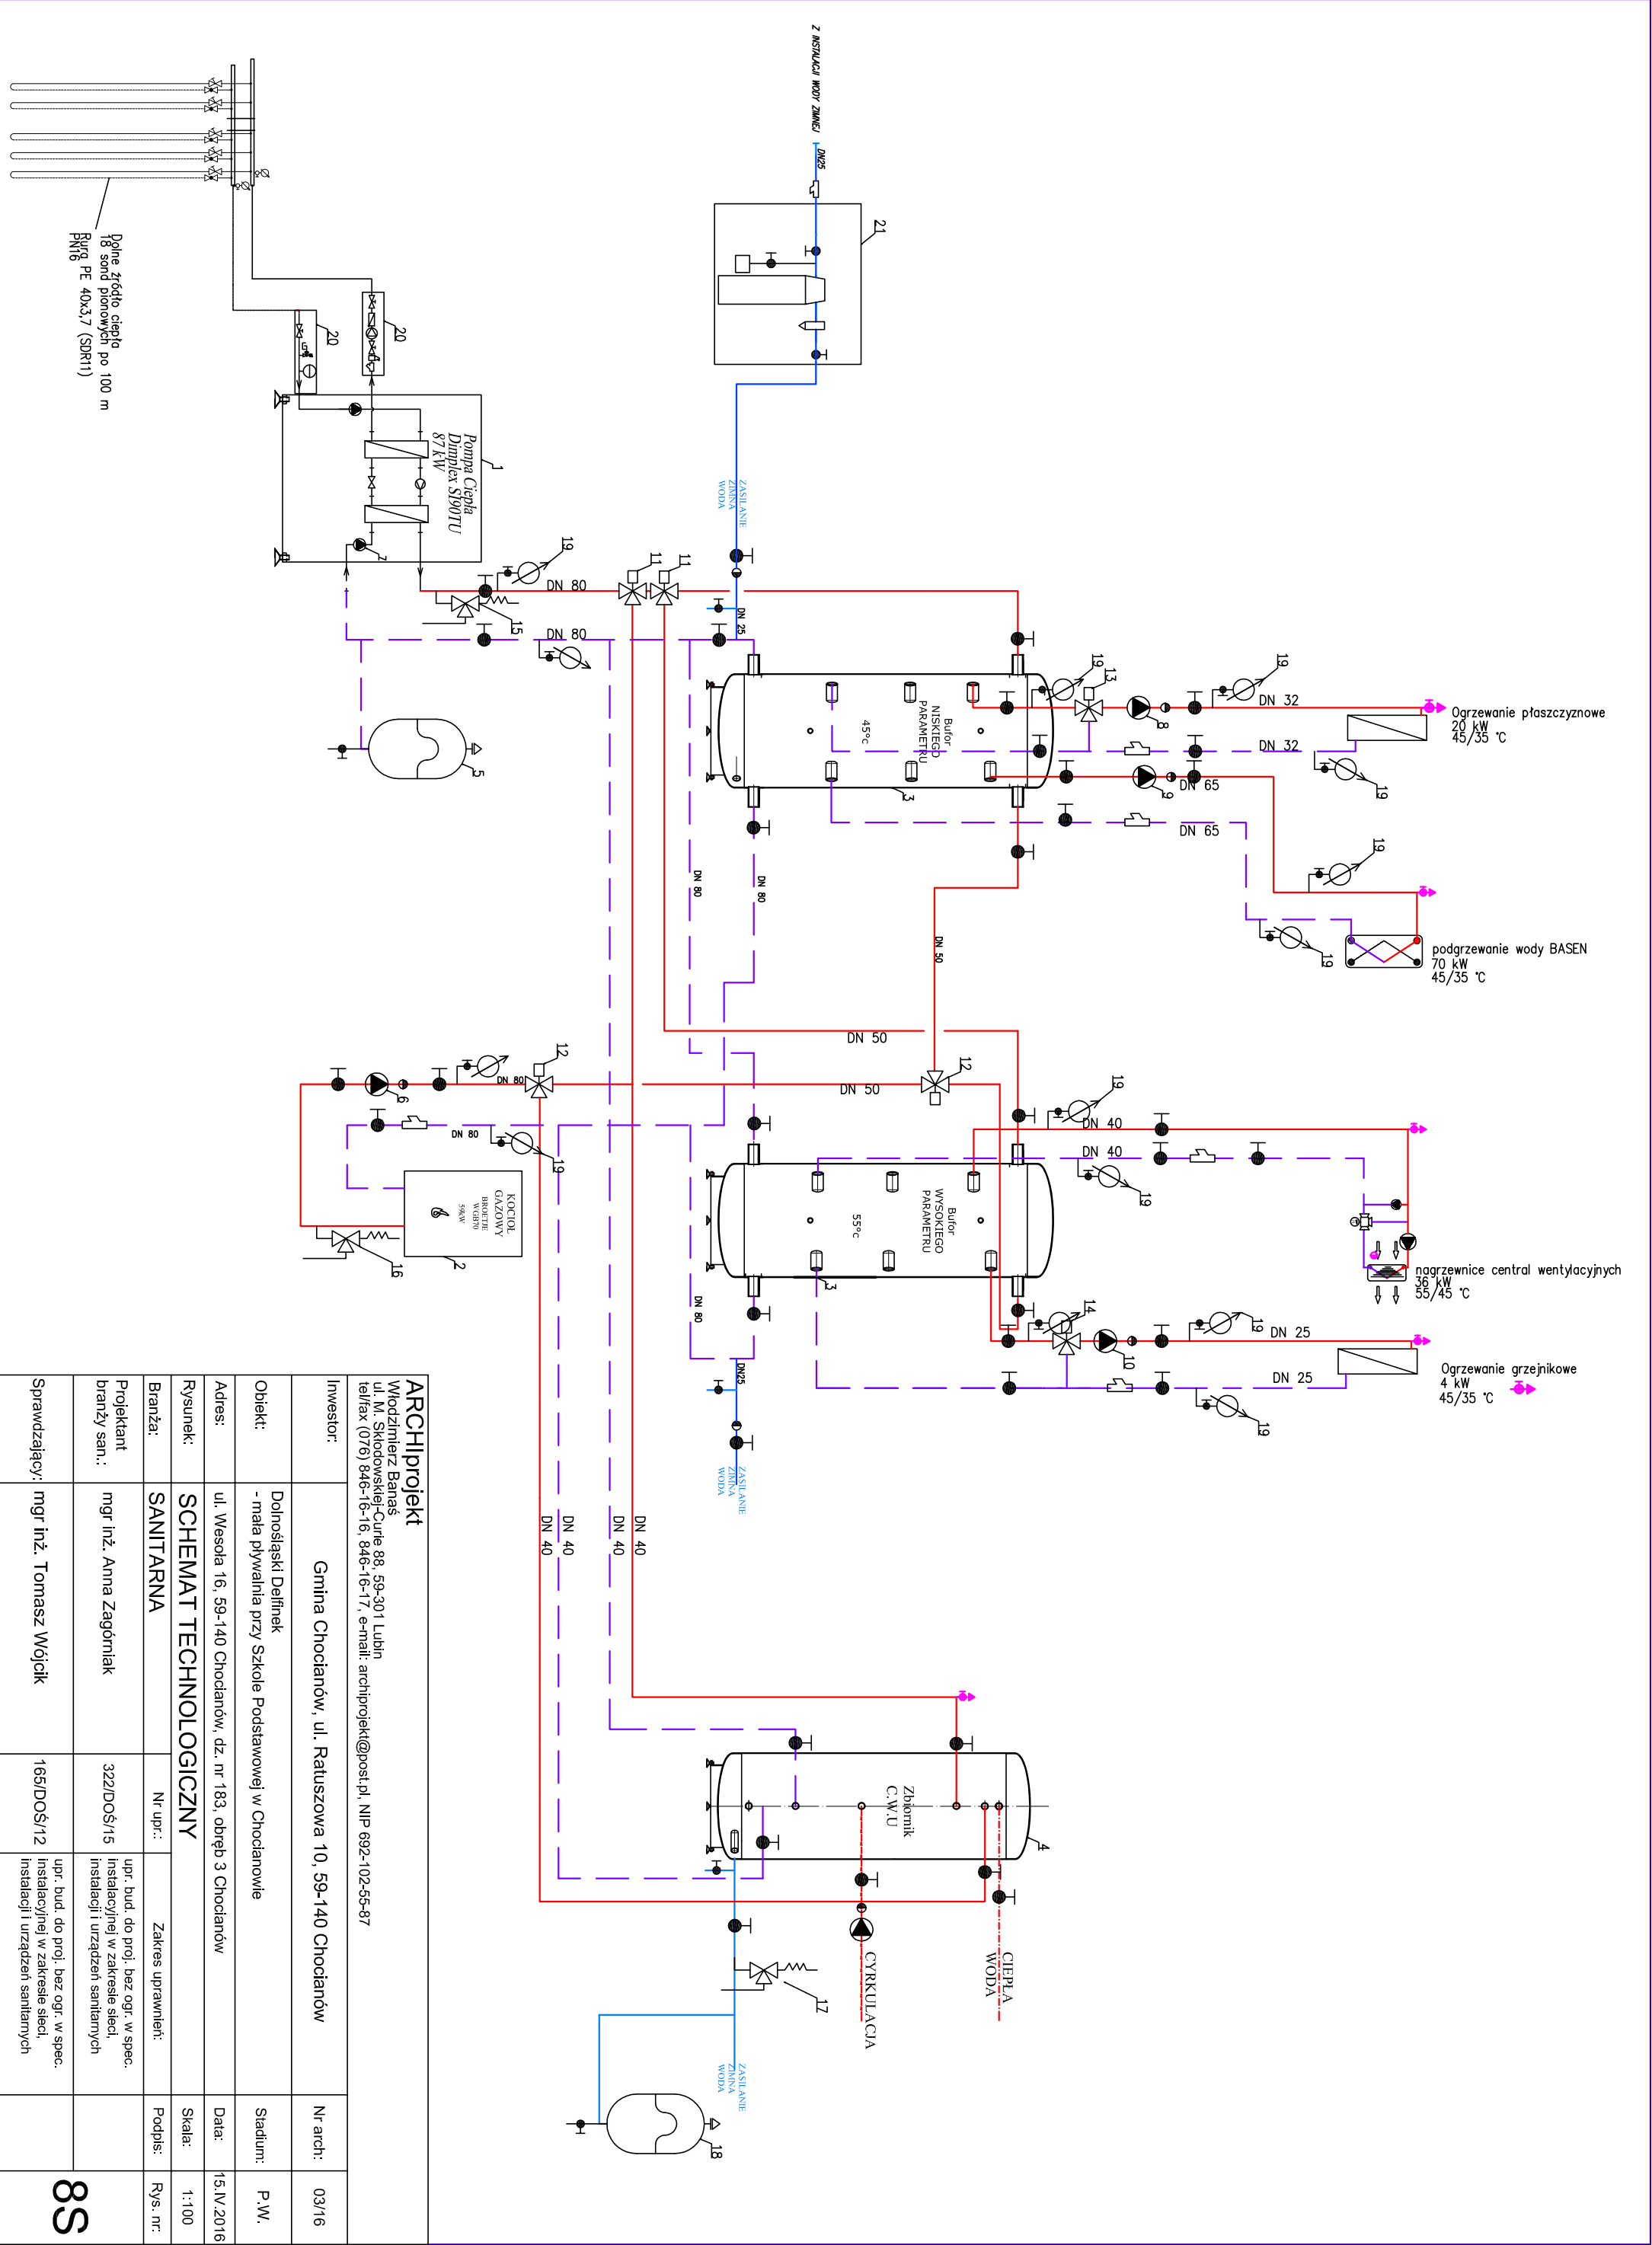 Z INSTALACJI WODY ZIMNEJ
DN25
21
20
20
Dolne źródło ciepła
18 sond pionowych po 100 m
Rura PE 40x3,7 (SDR11)
PN16
Pompa Ciepła
Dimplex SI90TU
87kW
1
7
ZASILANIE
ZIMNA
WODA
19
11
11
DN 80
15
DN 80
DN 25
5
Bufor
NISKIEGO
PARAMETRU
45°c
3
19
13
8
19
DN 32
DN 32
19
9
DN 65
DN 65
Ogrzewanie płaszczyznowe
20 kW
45/35 °C
19
19
podgrzewanie wody BASEN
70 kW
45/35 °C
DN 80
DN 80
DN 50
DN 50
DN 50
12
12
DN 80
6
DN 80
19
KOCIOŁ
GAZOWY
BROETJE
WGB70
59kW
2
16
Bufor
WYSOKIEGO
PARAMETRU
55°c
3
19
DN 40
DN 40
19
nagrzewnice central wentylacyjnych
36 kW
55/45 °C
14
10
19
DN 25
DN 25
19
Ogrzewanie grzejnikowe
4 kW
45/35 °C
DN 80
DN25
ZASILANIE
ZIMNA
WODA
DN 40
DN 40
DN 40
DN 40
Zbiornik
C.W.U
4
CIEPŁA
WODA
CYRKULACJA
17
ZASILANIE
ZIMNA
WODA
18
ARCHIprojekt
Włodzimierz Banaś
ul. M. Skłodowskiej-Curie 88, 59-301 Lubin
tel/fax (076) 846-16-16, 846-16-17, e-mail: archiprojekt@post.pl, NIP 692-102-55-87
Inwestor: Gmina Chocianów, ul. Ratuszowa 10, 59-140 Chocianów Nr arch: 03/16
Obiekt: Dolnośląski Delfinek
- mała pływalnia przy Szkole Podstawowej w Chocianowie Stadium: P.W.
Adres: ul. Wesoła 16, 59-140 Chocianów, dz. nr 183, obręb 3 Chocianów Data: 15.IV.2016
Rysunek: SCHEMAT TECHNOLOGICZNY Skala: 1:100
Branża: SANITARNA Nr upr.: Zakres uprawnień: Podpis: Rys. nr:
Projektant
branży san.: mgr inż. Anna Zagórniak 322/DOŚ/15
upr. bud. do proj. bez ogr. w spec.
instalacyjnej w zakresie sieci,
instalacji i urządzeń sanitarnych
8S
Sprawdzający: mgr inż. Tomasz Wójcik 165/DOŚ/12
upr. bud. do proj. bez ogr. w spec.
instalacyjnej w zakresie sieci,
instalacji i urządzeń sanitarnych